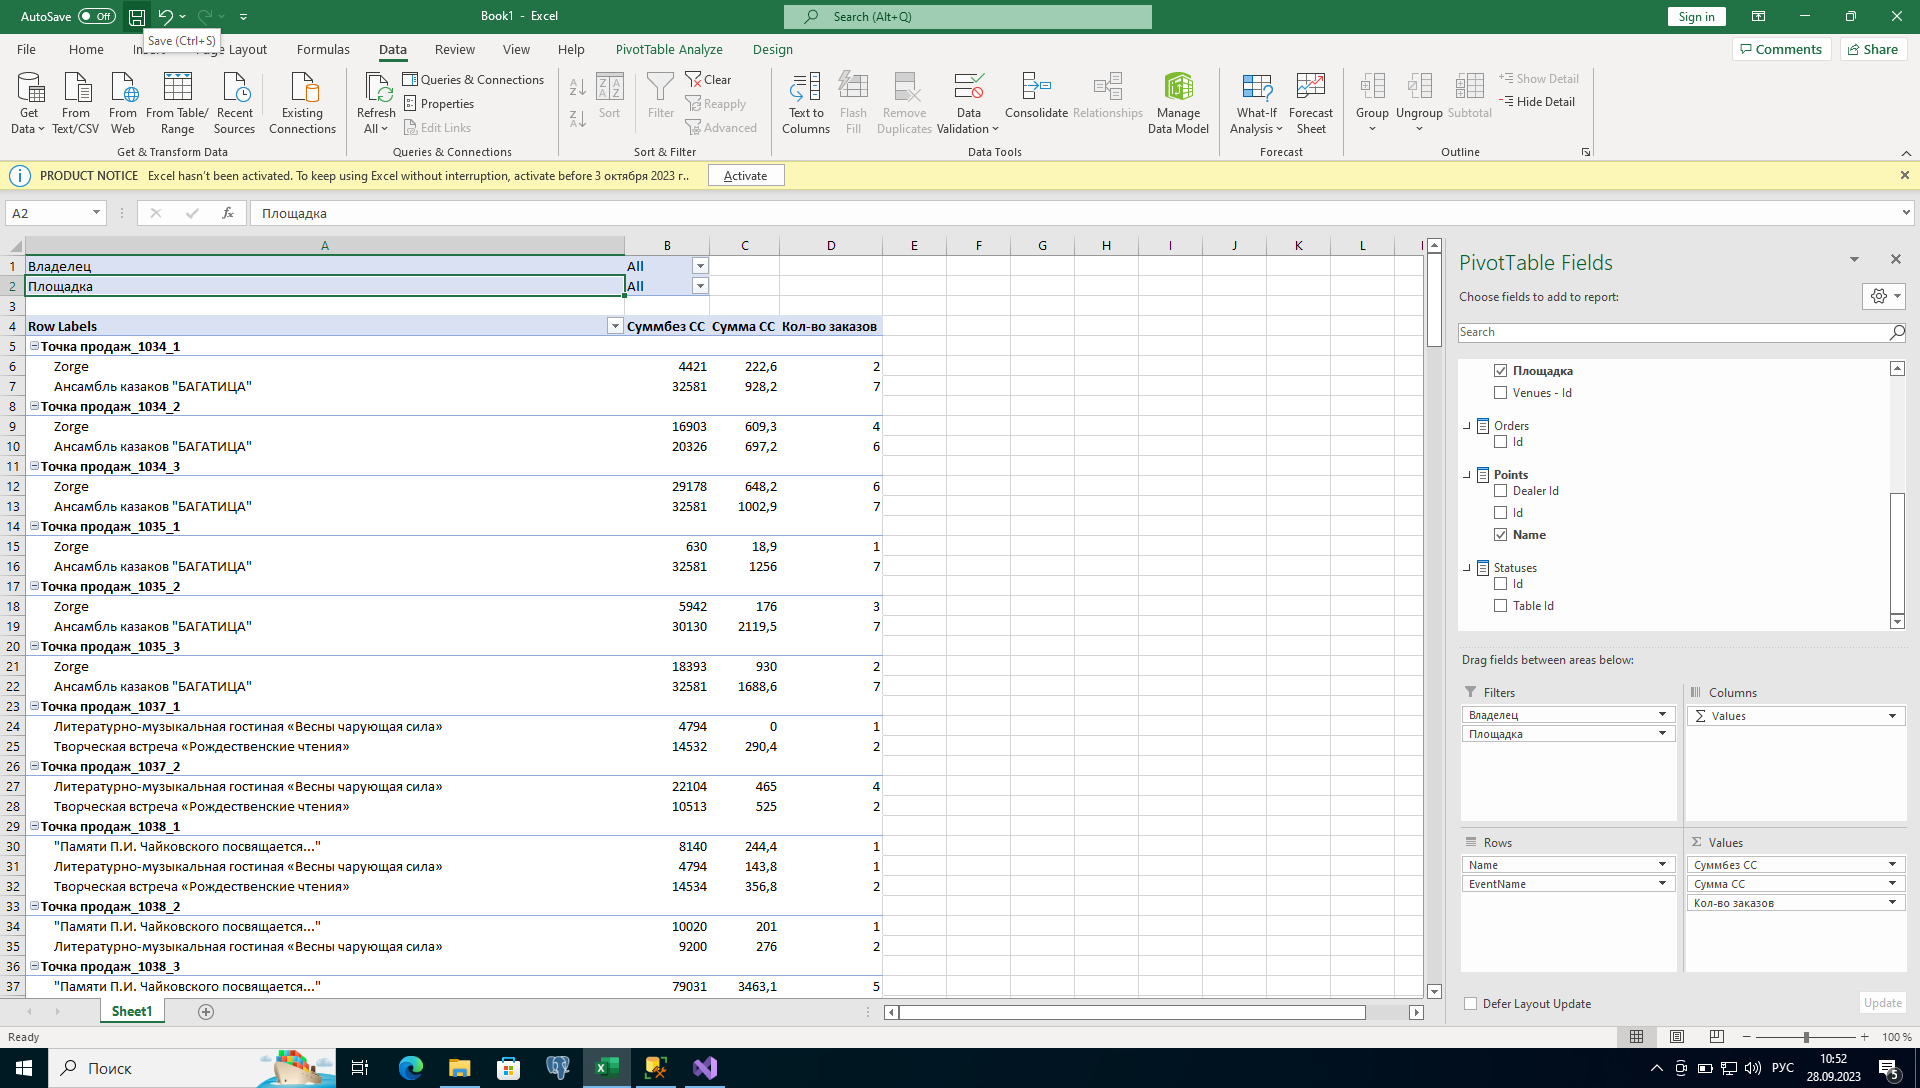 AutoSave Off Book1 - Excel Search (Alt+Q) Sign in
Save (Ctrl+S)
File Home Page Layout Formulas Data Review View Help PivotTable Analyze Design Comments Share
Get Data From Text/CSV From Web From Table/ Range Recent Sources Existing Connections
Get & Transform Data
Refresh All Queries & Connections Properties Edit Links
Queries & Connections
Sort Filter Clear Reapply Advanced
Sort & Filter
Text to Columns Flash Fill Remove Duplicates Data Validation Consolidate Relationships Manage Data Model
Data Tools
What-If Analysis Forecast Sheet
Forecast
Group Ungroup Subtotal Show Detail Hide Detail
Outline
PRODUCT NOTICE Excel hasn't been activated. To keep using Excel without interruption, activate before 3 октября 2023 г.. Activate
A2 fx Площадка
A B C D E F G H I J K L
1 Владелец All
2 Площадка All
3
4 Row Labels Суммбез СС Сумма СС Кол-во заказов
5 Точка продаж_1034_1
6 Zorge 4421 222,6 2
7 Ансамбль казаков "БАГАТИЦА" 32581 928,2 7
8 Точка продаж_1034_2
9 Zorge 16903 609,3 4
10 Ансамбль казаков "БАГАТИЦА" 20326 697,2 6
11 Точка продаж_1034_3
12 Zorge 29178 648,2 6
13 Ансамбль казаков "БАГАТИЦА" 32581 1002,9 7
14 Точка продаж_1035_1
15 Zorge 630 18,9 1
16 Ансамбль казаков "БАГАТИЦА" 32581 1256 7
17 Точка продаж_1035_2
18 Zorge 5942 176 3
19 Ансамбль казаков "БАГАТИЦА" 30130 2119,5 7
20 Точка продаж_1035_3
21 Zorge 18393 930 2
22 Ансамбль казаков "БАГАТИЦА" 32581 1688,6 7
23 Точка продаж_1037_1
24 Литературно-музыкальная гостиная «Весны чарующая сила» 4794 0 1
25 Творческая встреча «Рождественские чтения» 14532 290,4 2
26 Точка продаж_1037_2
27 Литературно-музыкальная гостиная «Весны чарующая сила» 22104 465 4
28 Творческая встреча «Рождественские чтения» 10513 525 2
29 Точка продаж_1038_1
30 "Памяти П.И. Чайковского посвящается..." 8140 244,4 1
31 Литературно-музыкальная гостиная «Весны чарующая сила» 4794 143,8 1
32 Творческая встреча «Рождественские чтения» 14534 356,8 2
33 Точка продаж_1038_2
34 "Памяти П.И. Чайковского посвящается..." 10020 201 1
35 Литературно-музыкальная гостиная «Весны чарующая сила» 9200 276 2
36 Точка продаж_1038_3
37 "Памяти П.И. Чайковского посвящается..." 79031 3463,1 5
PivotTable Fields
Choose fields to add to report:
Search
Площадка
Venues - Id
Orders
Id
Points
Dealer Id
Id
Name
Statuses
Id
Table Id
Drag fields between areas below:
Filters
Владелец
Площадка
Columns
Σ Values
Rows
Name
EventName
Σ Values
Суммбез СС
Сумма СС
Кол-во заказов
Defer Layout Update Update
Sheet1
Ready 100 %
Поиск РУС 10:52
28.09.2023 5